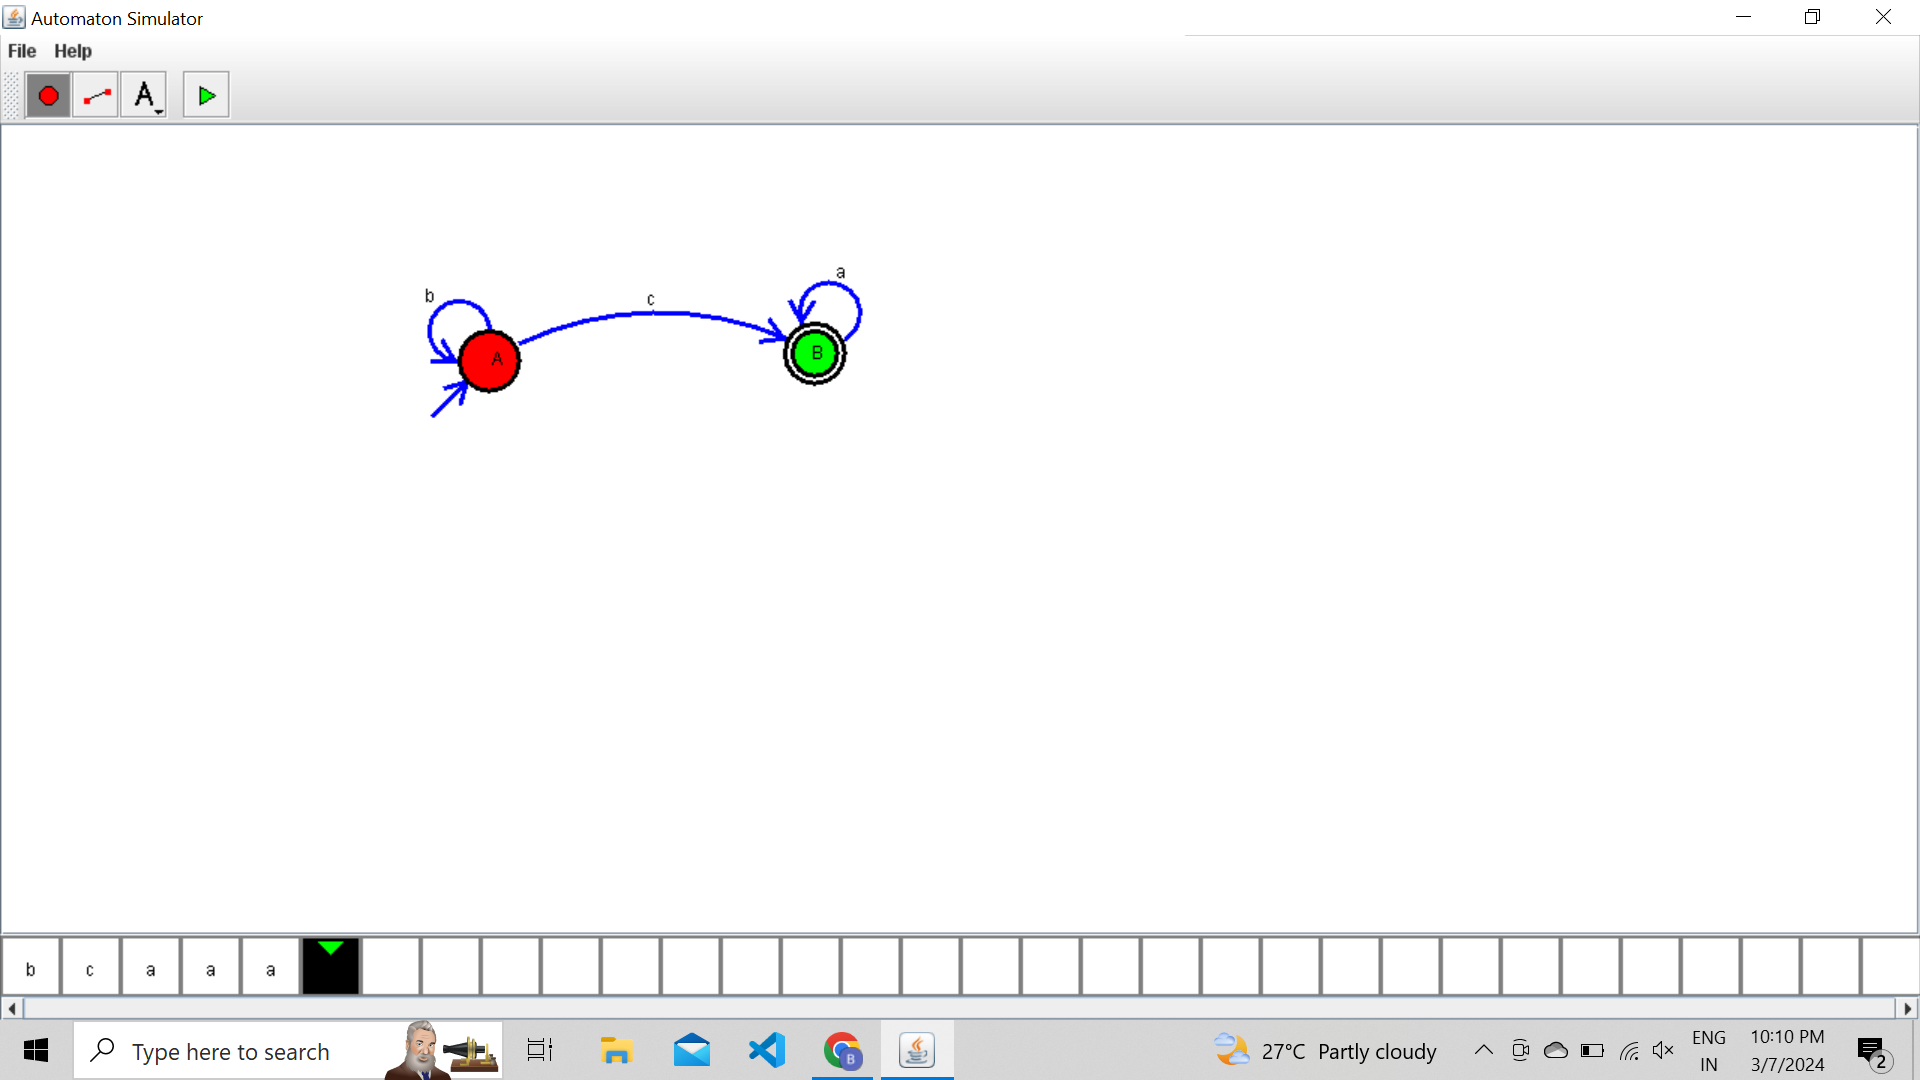 Automaton Simulator
File Help
A
b
c
a
A
B
b c a a a
Type here to search
B
27°C Partly cloudy
ENG
IN
10:10 PM
3/7/2024
2